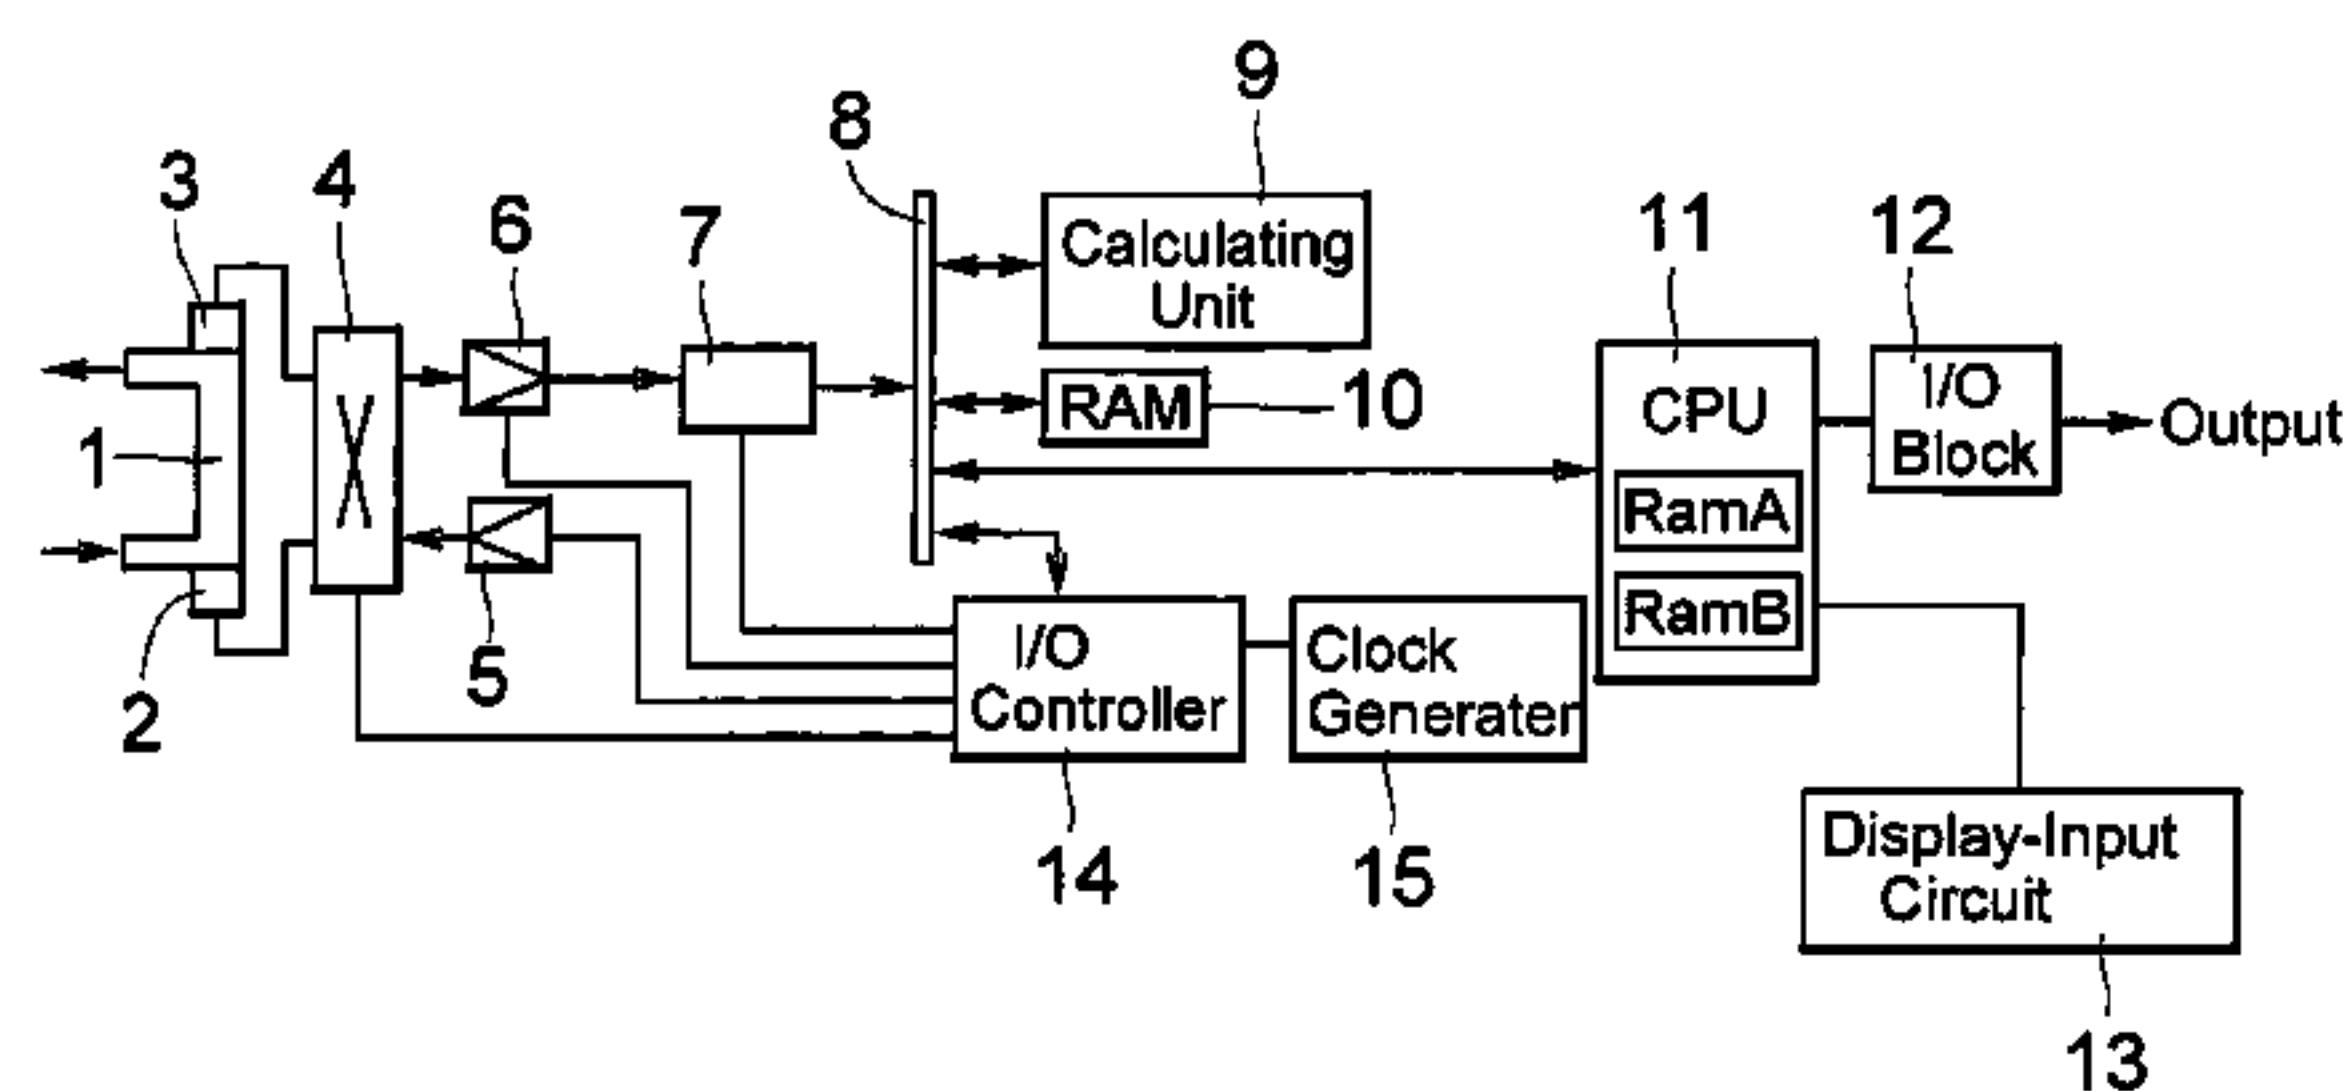 9
8
3
4
6
7
11
12
Calculating
Unit
I/O
Block
RAM
10
CPU
Output
1
RamA
RamB
5
2
I/O
Controller
Clock
Generater
14
15
Display-Input
Circuit
13